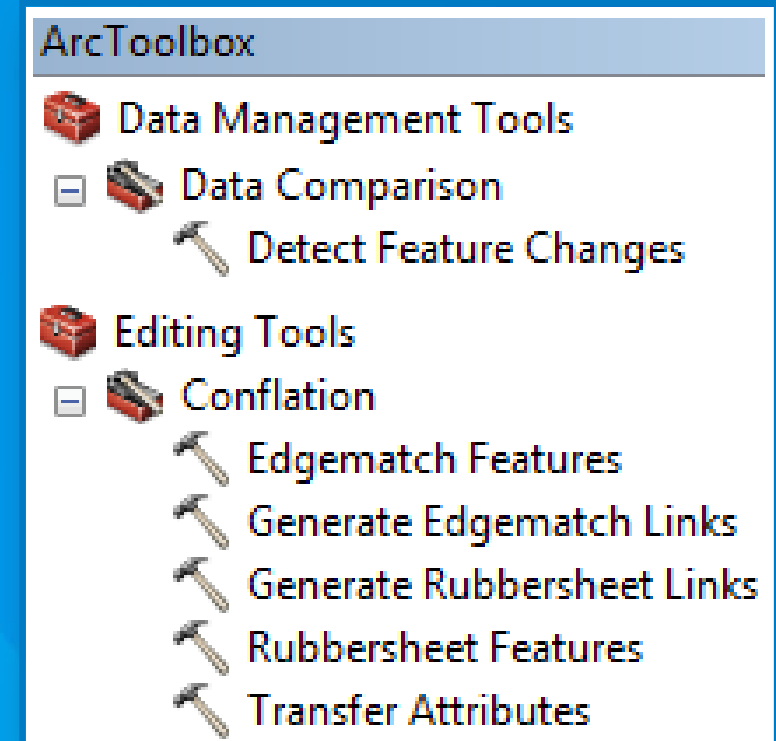 ArcToolbox
Data Management Tools
Data Comparison
Detect Feature Changes
Editing Tools
Conflation
Edgematch Features
Generate Edgematch Links
Generate Rubbersheet Links
Rubbersheet Features
Transfer Attributes